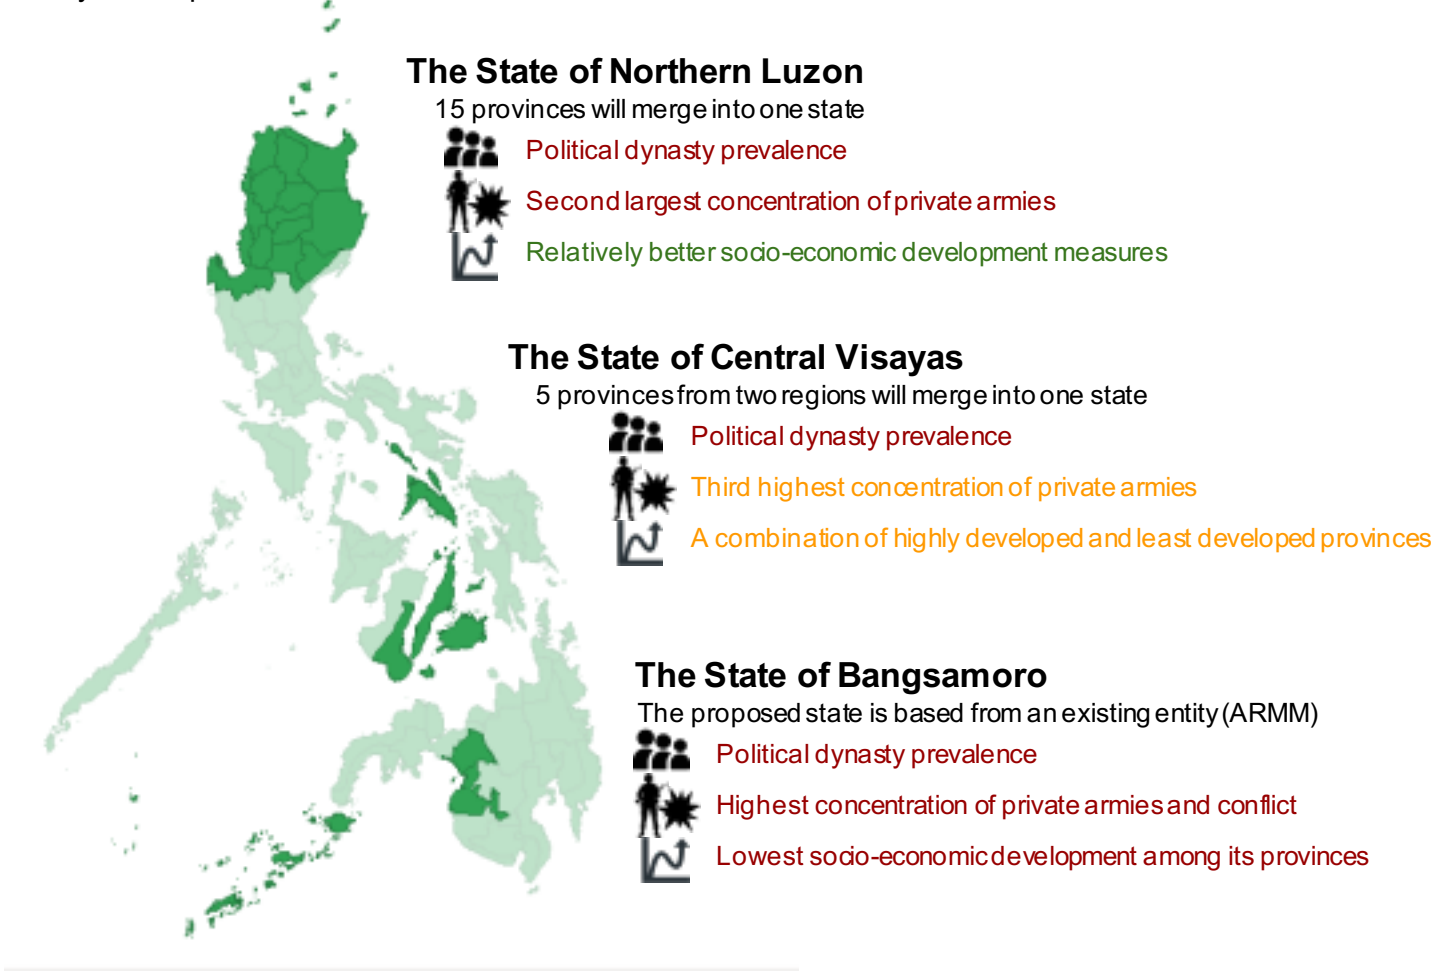 The State of Northern Luzon
15 provinces will merge into one state
Political dynasty prevalence
Second largest concentration of private armies
Relatively better socio-economic development measures
The State of Central Visayas
5 provinces from two regions will merge into one state
Political dynasty prevalence
Third highest concentration of private armies
A combination of highly developed and least developed provinces
The State of Bangsamoro
The proposed state is based from an existing entity (ARMM)
Political dynasty prevalence
Highest concentration of private armies and conflict
Lowest socio-economic development among its provinces